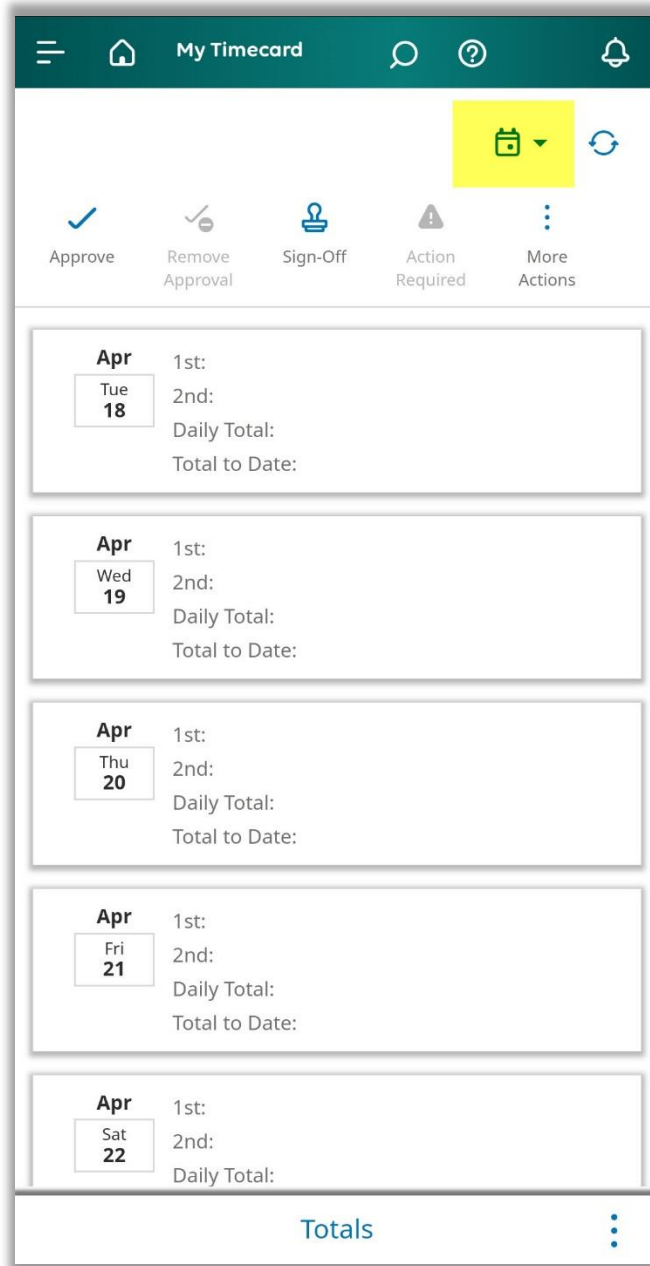 My Timecard
Approve
Remove Approval
Sign-Off
Action Required
More Actions
Apr
Tue
18
1st:
2nd:
Daily Total:
Total to Date:
Apr
Wed
19
1st:
2nd:
Daily Total:
Total to Date:
Apr
Thu
20
1st:
2nd:
Daily Total:
Total to Date:
Apr
Fri
21
1st:
2nd:
Daily Total:
Total to Date:
Apr
Sat
22
1st:
2nd:
Daily Total:
Totals